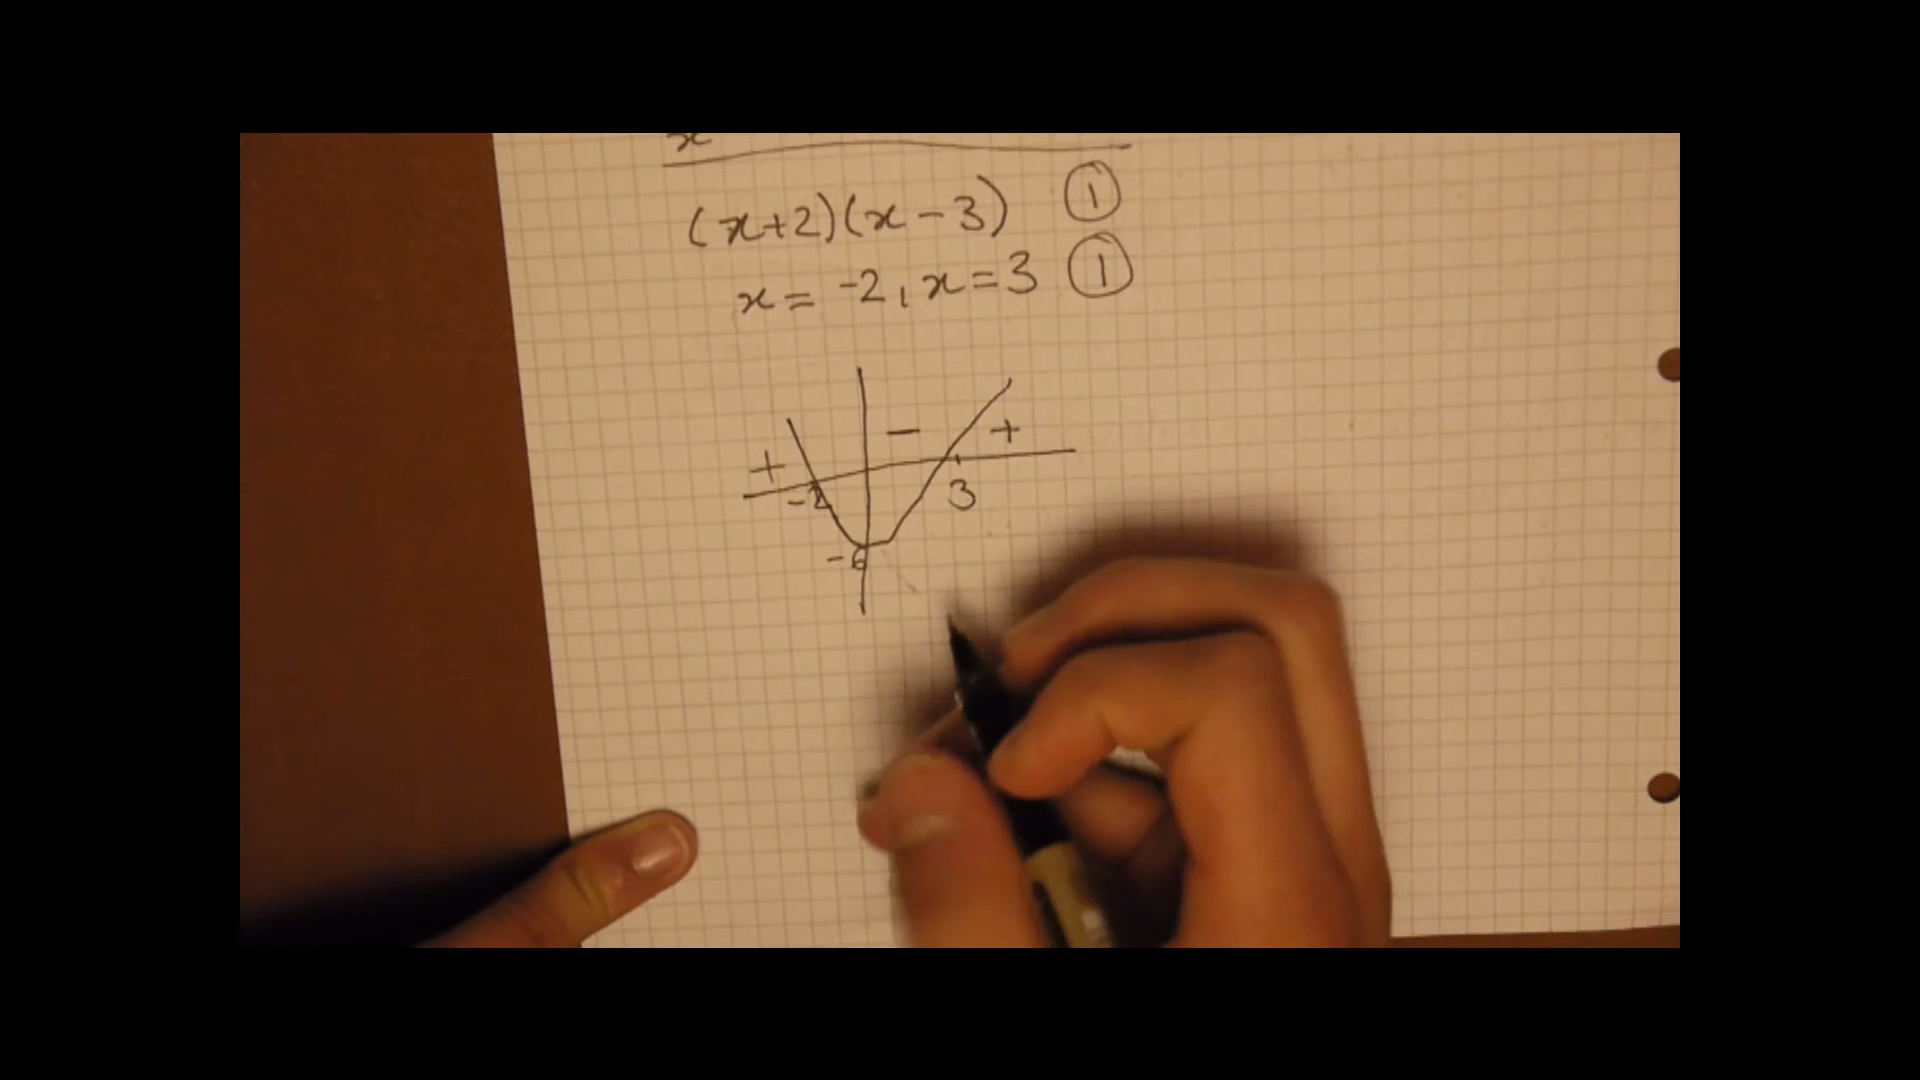 x
(x+2)(x-3) ①
x = -2, x = 3 ①
- +
+
-2 3
-6